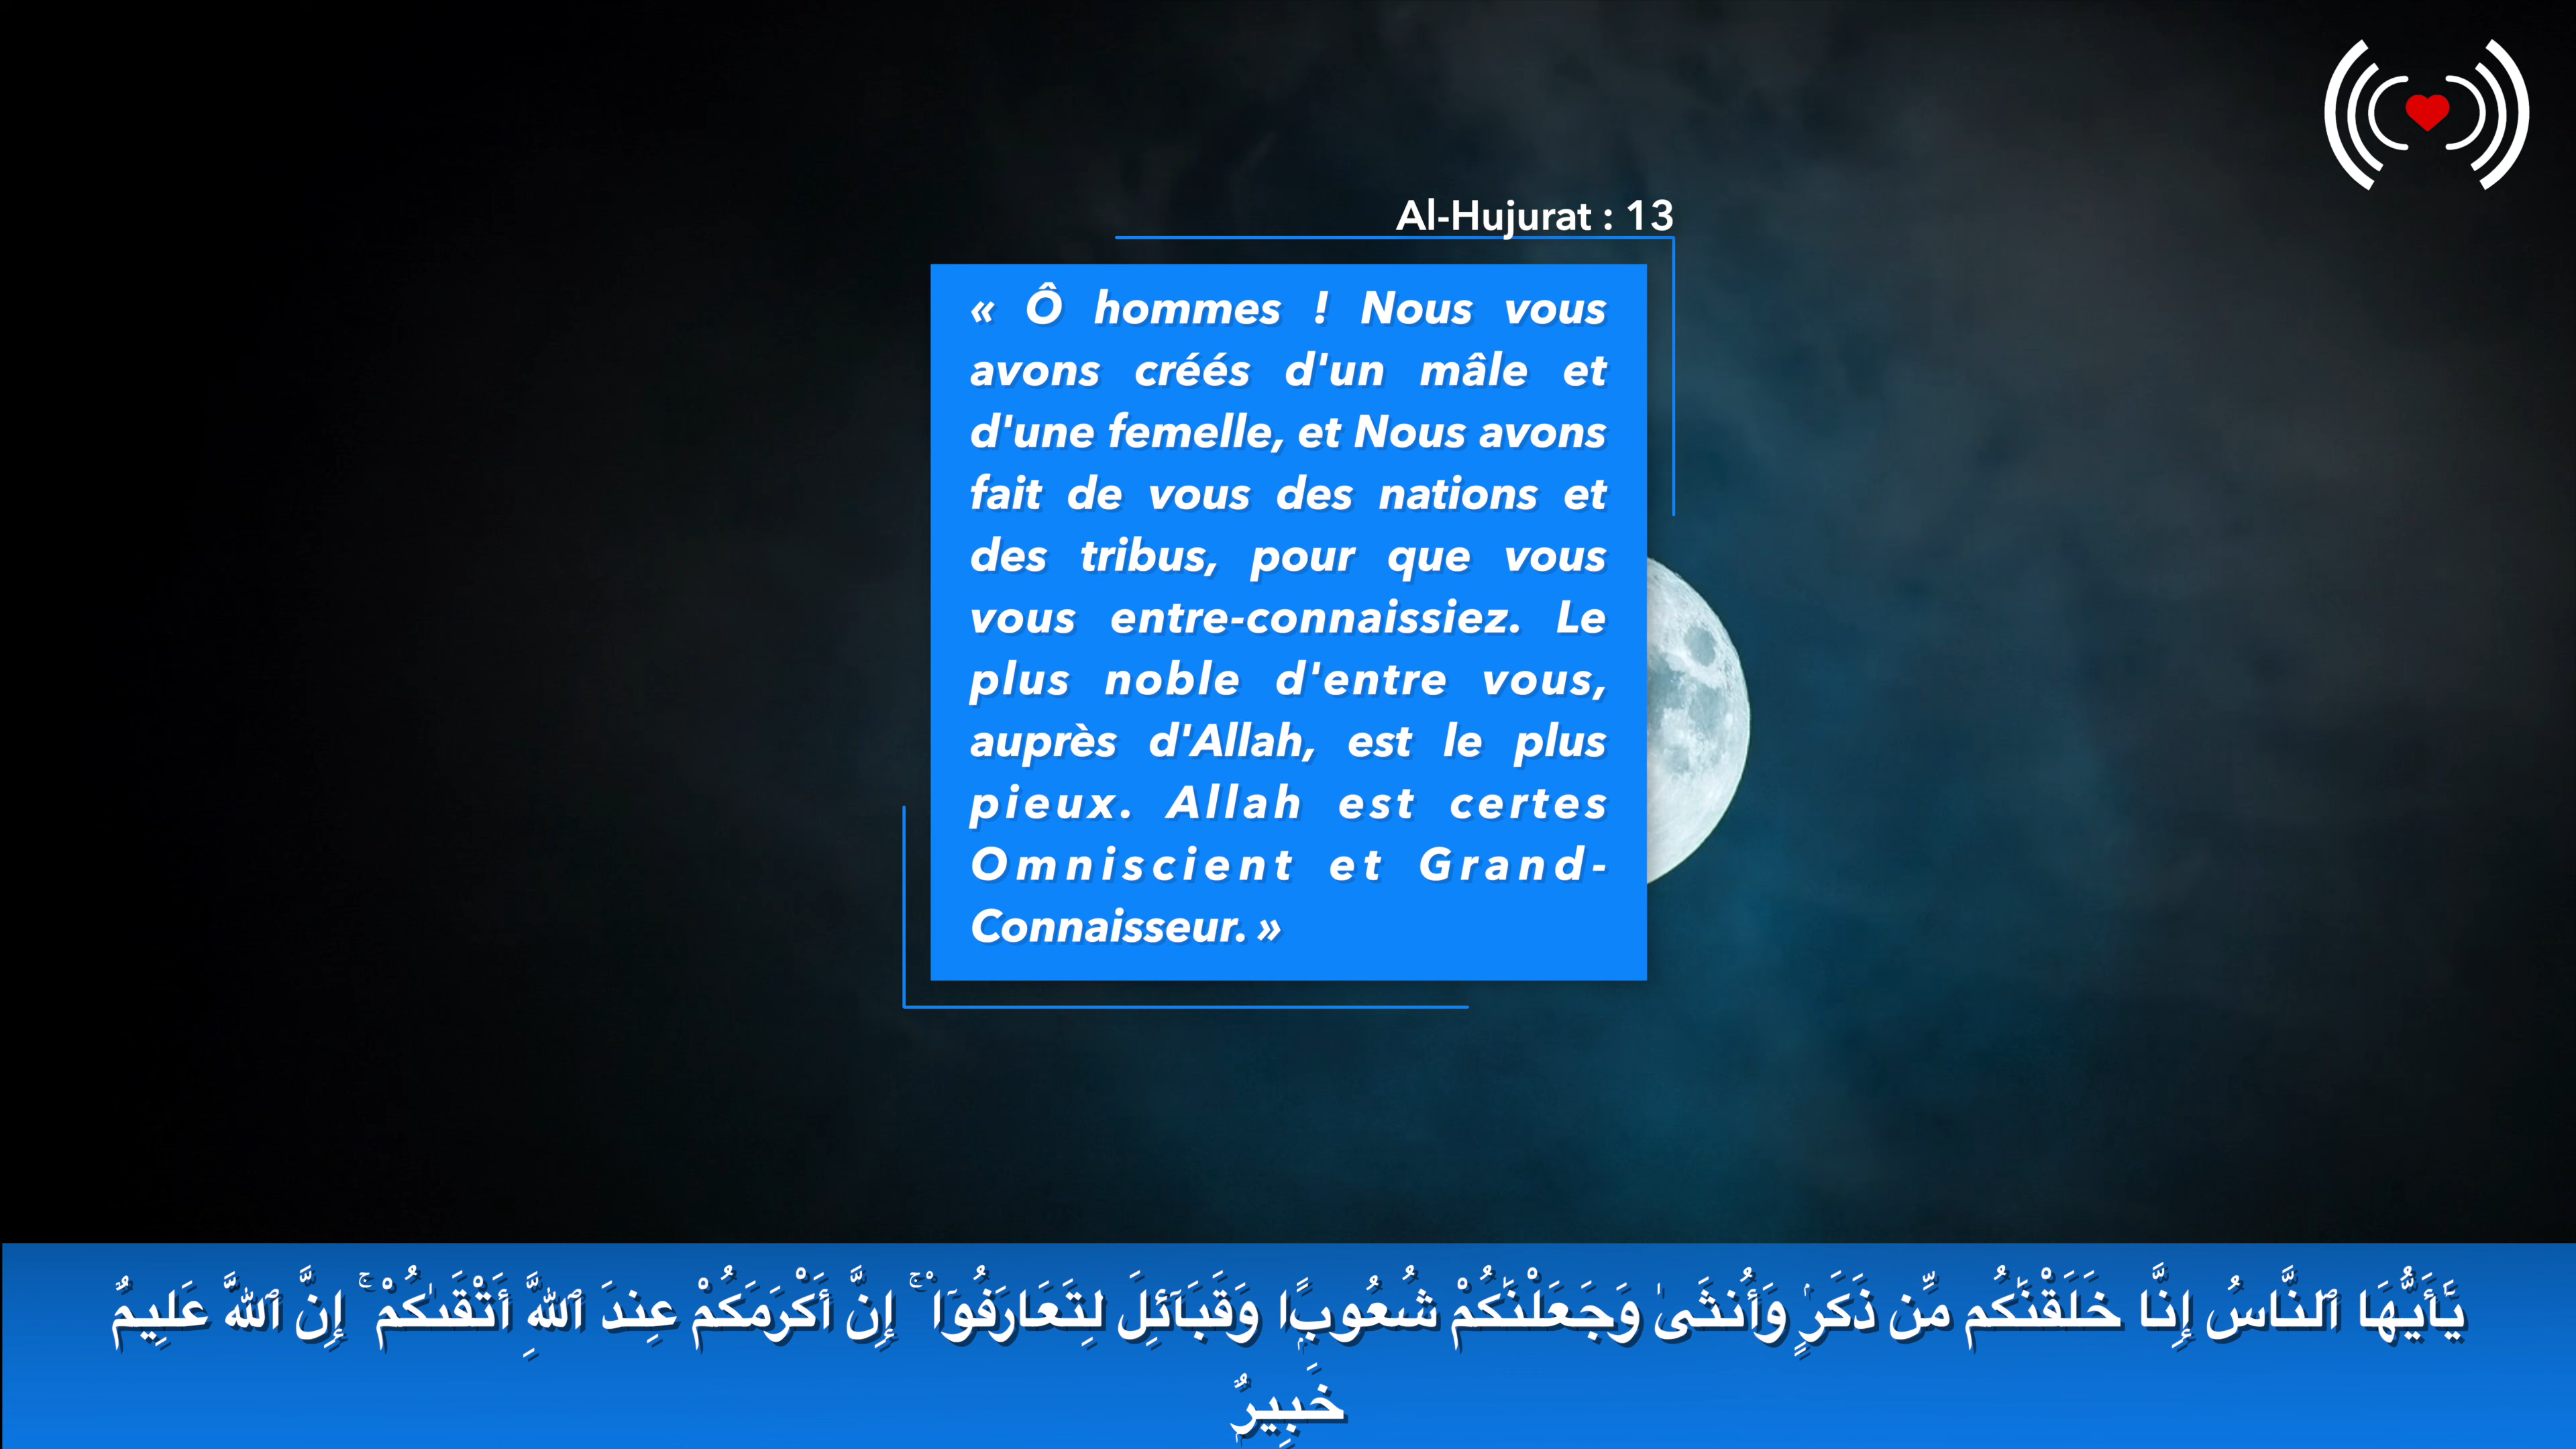 Al-Hujurat : 13
« Ô hommes ! Nous vous
avons créés d'un mâle et
d'une femelle, et Nous avons
fait de vous des nations et
des tribus, pour que vous
vous entre-connaissiez. Le
plus noble d'entre vous,
auprès d'Allah, est le plus
pieux. Allah est certes
Omniscient et Grand-
Connaisseur. »
يَٰٓأَيُّهَا ٱلنَّاسُ إِنَّا خَلَقْنَٰكُم مِّن ذَكَرٍۢ وَأُنثَىٰ وَجَعَلْنَٰكُمْ شُعُوبًۭا وَقَبَآئِلَ لِتَعَارَفُوٓا۟ ۚ إِنَّ أَكْرَمَكُمْ عِندَ ٱللَّهِ أَتْقَىٰكُمْ ۚ إِنَّ ٱللَّهَ عَلِيمٌ
خَبِيرٌۭ